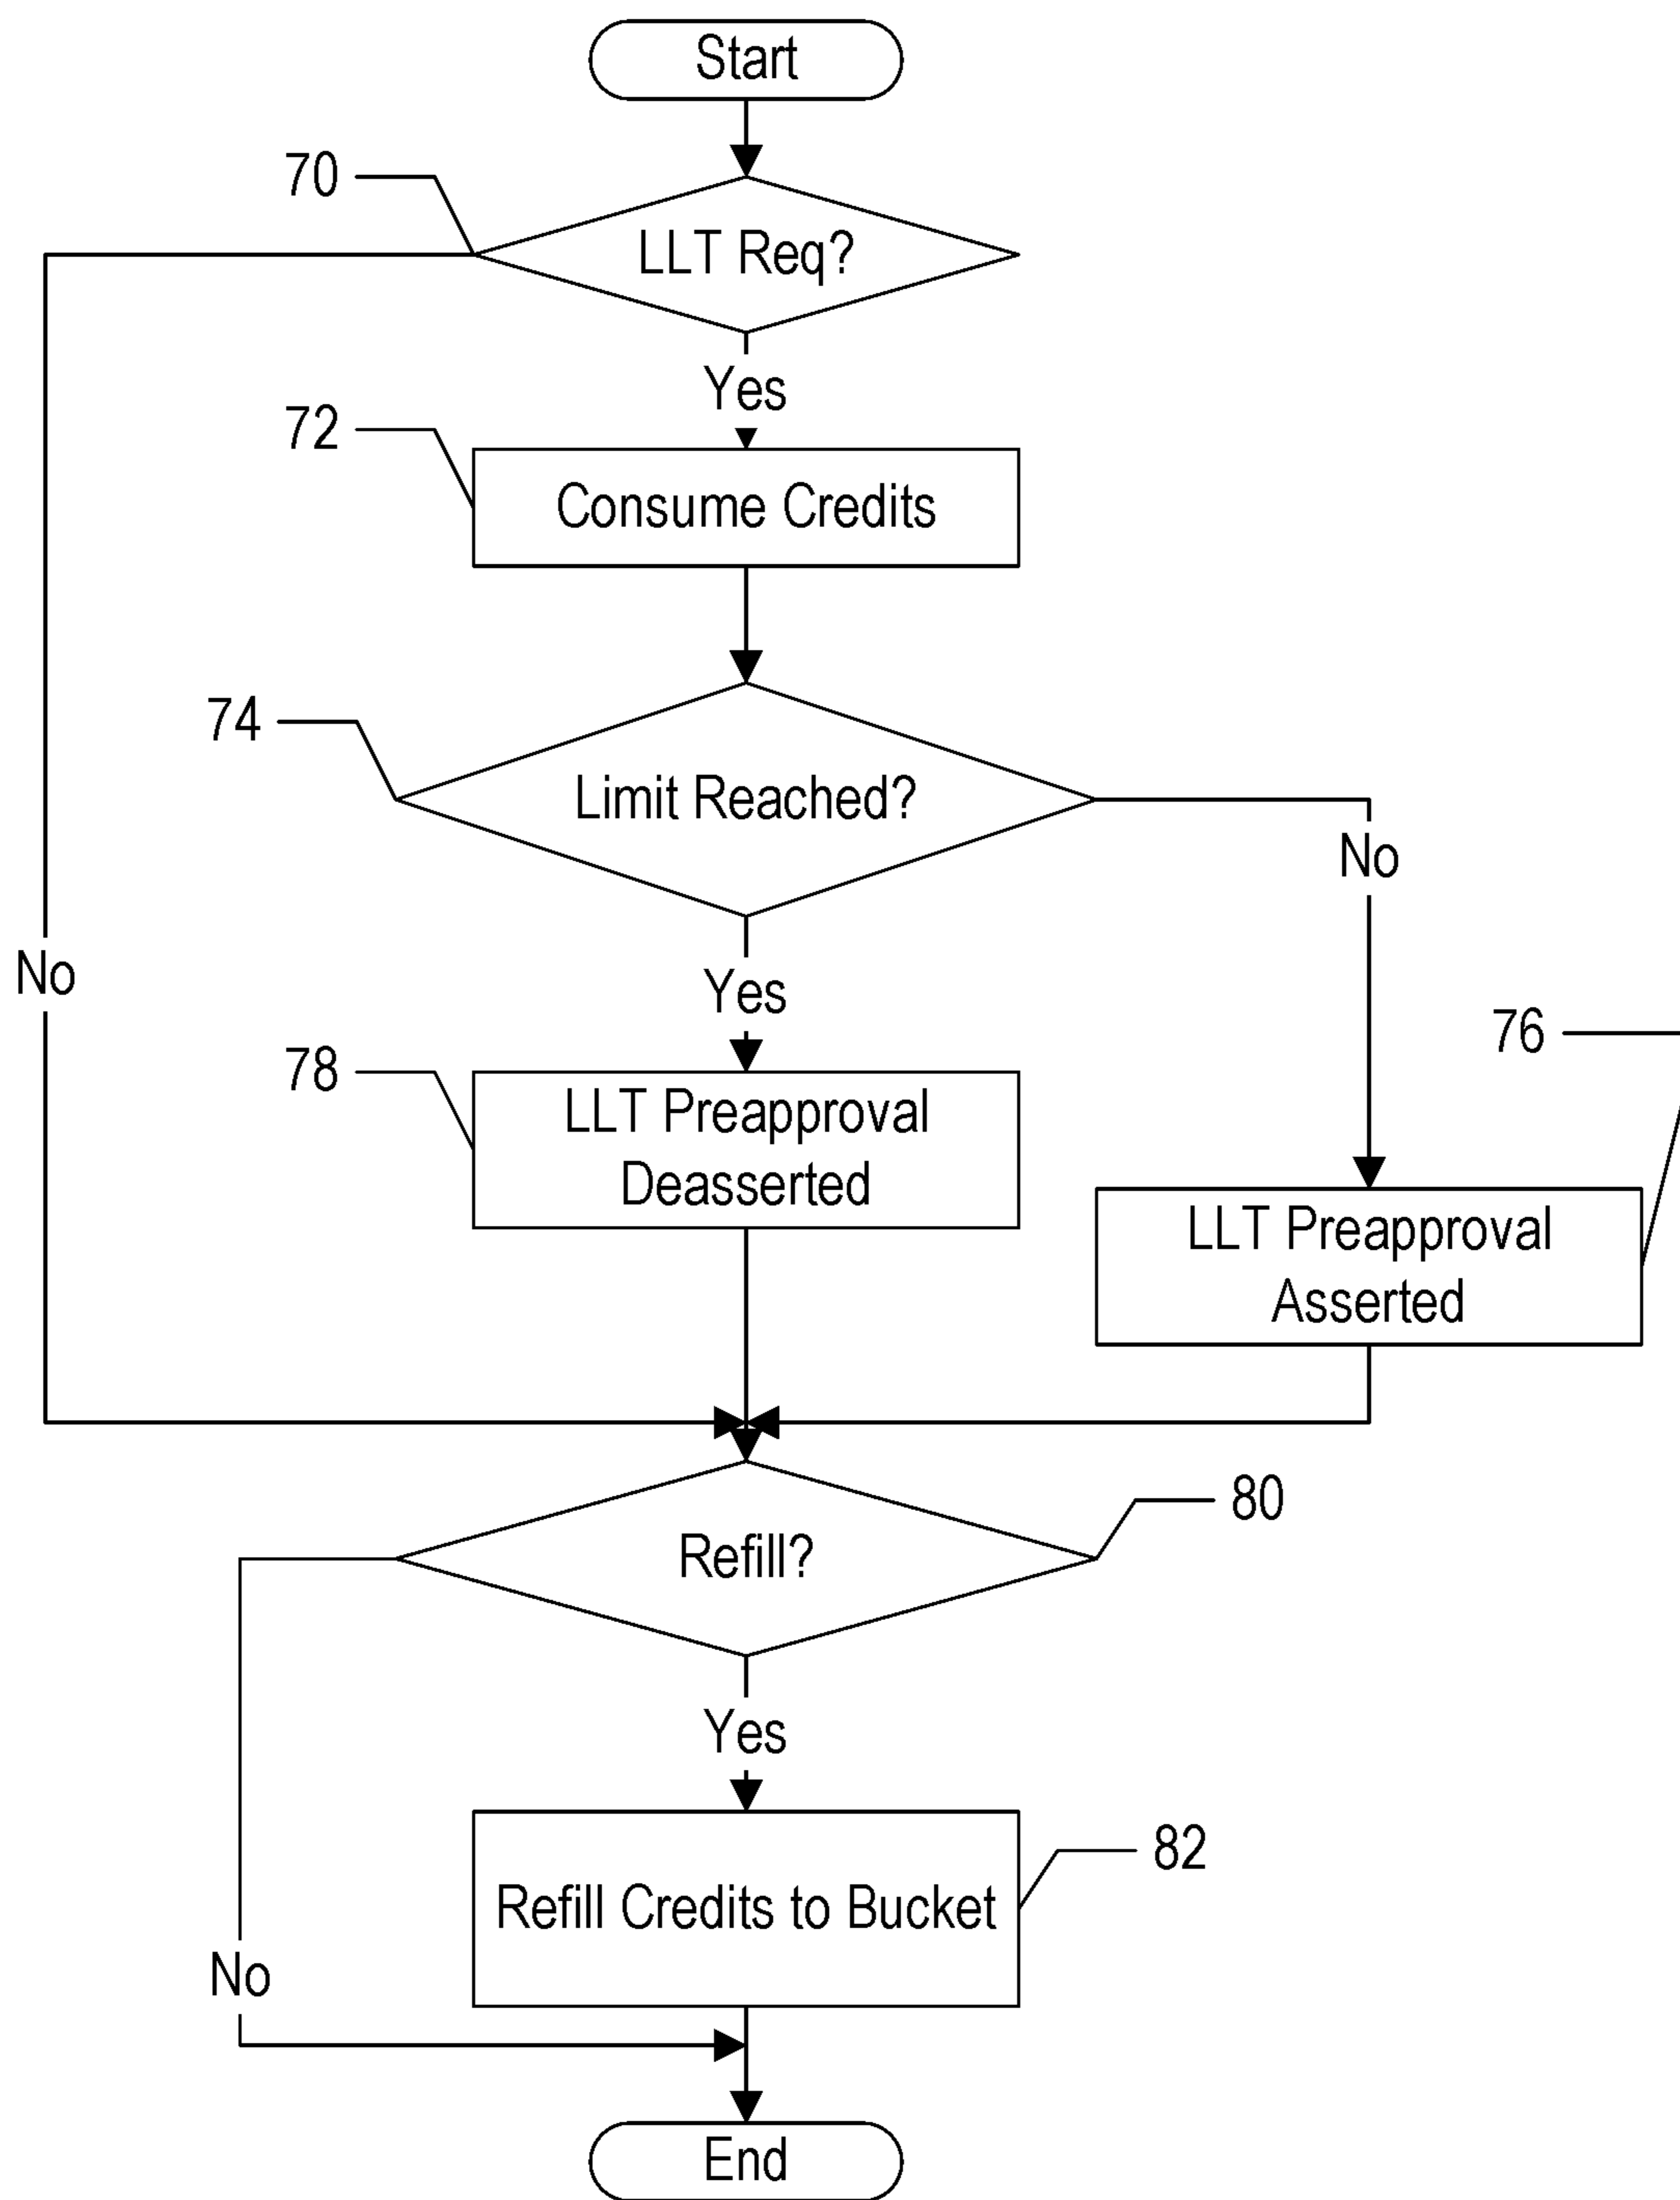 Start
70
LLT Req?
Yes
72
Consume Credits
74
Limit Reached?
No
No
Yes
76
78
LLT Preapproval
Deasserted
LLT Preapproval
Asserted
80
Refill?
Yes
82
Refill Credits to Bucket
No
End